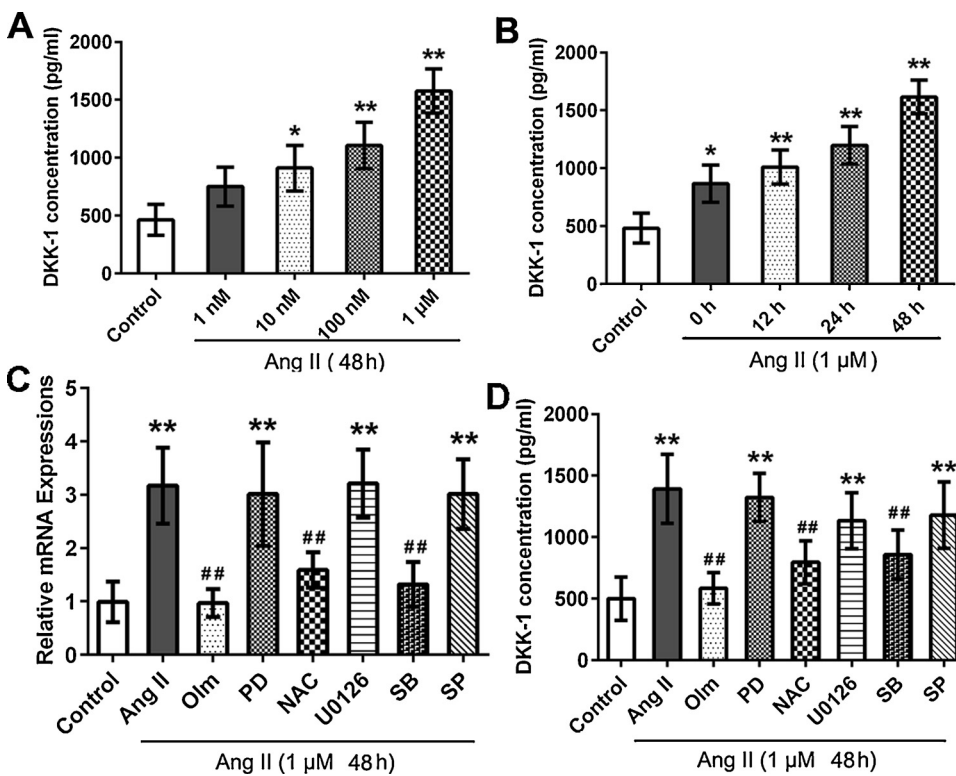 A
DKK-1 concentration (pg/ml)
2000
1500
1000
500
0
*
**
**
Control
1 nM
10 nM
100 nM
1 µM
Ang II ( 48h)
B
DKK-1 concentration (pg/ml)
2000
1500
1000
500
0
*
**
**
**
Control
0 h
12 h
24 h
48 h
Ang II (1 µM)
C
Relative mRNA Expressions
5
4
3
2
1
0
**
##
**
##
**
##
**
Control
Ang II
Olm
PD
NAC
U0126
SB
SP
Ang II (1 µM 48h)
D
DKK-1 concentration (pg/ml)
2000
1500
1000
500
0
**
##
**
##
**
##
**
Control
Ang II
Olm
PD
NAC
U0126
SB
SP
Ang II (1 µM 48h)